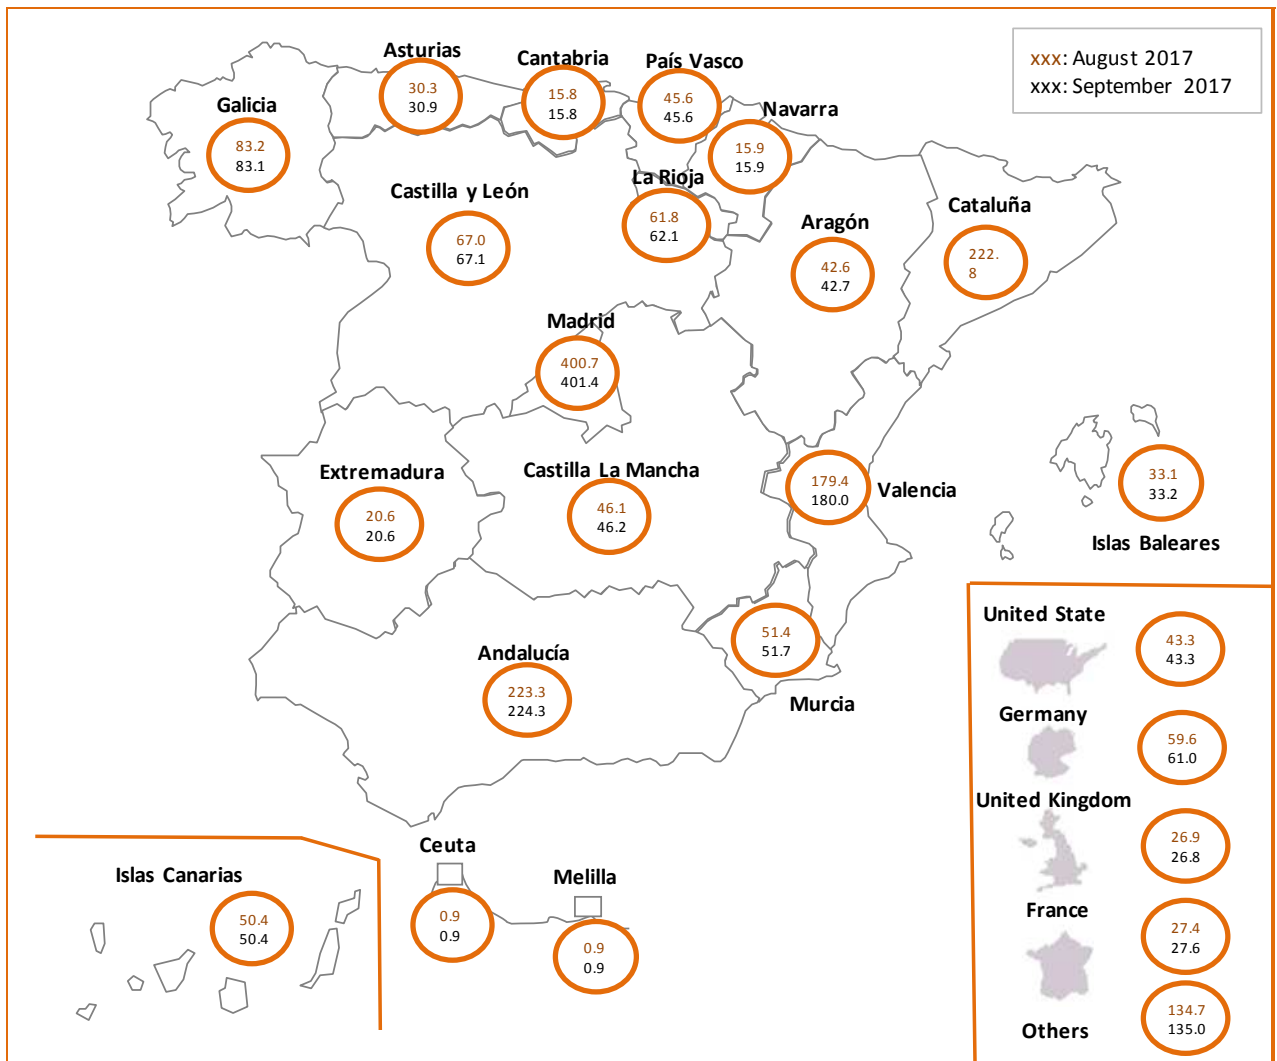 xxx: August 2017
xxx: September 2017
Asturias
30.3
30.9
Cantabria
15.8
15.8
País Vasco
45.6
45.6
Navarra
15.9
15.9
Galicia
83.2
83.1
Castilla y León
67.0
67.1
La Rioja
61.8
62.1
Aragón
42.6
42.7
Cataluña
222.
8
Madrid
400.7
401.4
Extremadura
20.6
20.6
Castilla La Mancha
46.1
46.2
179.4
180.0
Valencia
33.1
33.2
Islas Baleares
Andalucía
223.3
224.3
51.4
51.7
Murcia
United State
43.3
43.3
Germany
59.6
61.0
United Kingdom
26.9
26.8
France
27.4
27.6
Others
134.7
135.0
Islas Canarias
50.4
50.4
Ceuta
0.9
0.9
Melilla
0.9
0.9